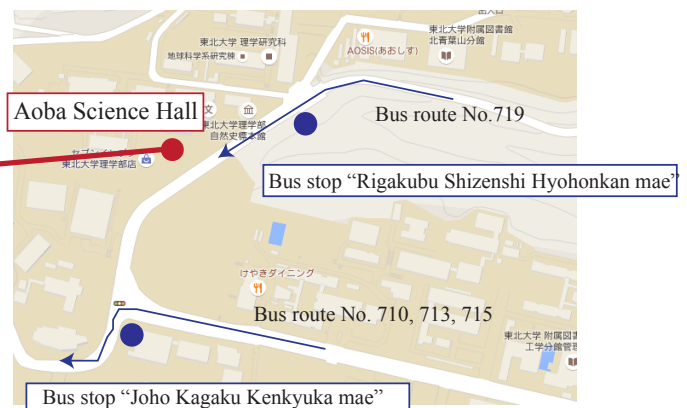 東北大学附属図書館
北青葉山分館
東北大学 理学研究科
AOSIS(あおしす)
地球科学系研究棟
Aoba Science Hall
Bus route No.719
東北大学理学部
自然史標本館
東北大学理学部店
Bus stop “Rigakubu Shizenshi Hyohonkan mae”
けやきダイニング
Bus route No. 710, 713, 715
東北大学 附属図書
工学分館管理
Bus stop “Joho Kagaku Kenkyuka mae”